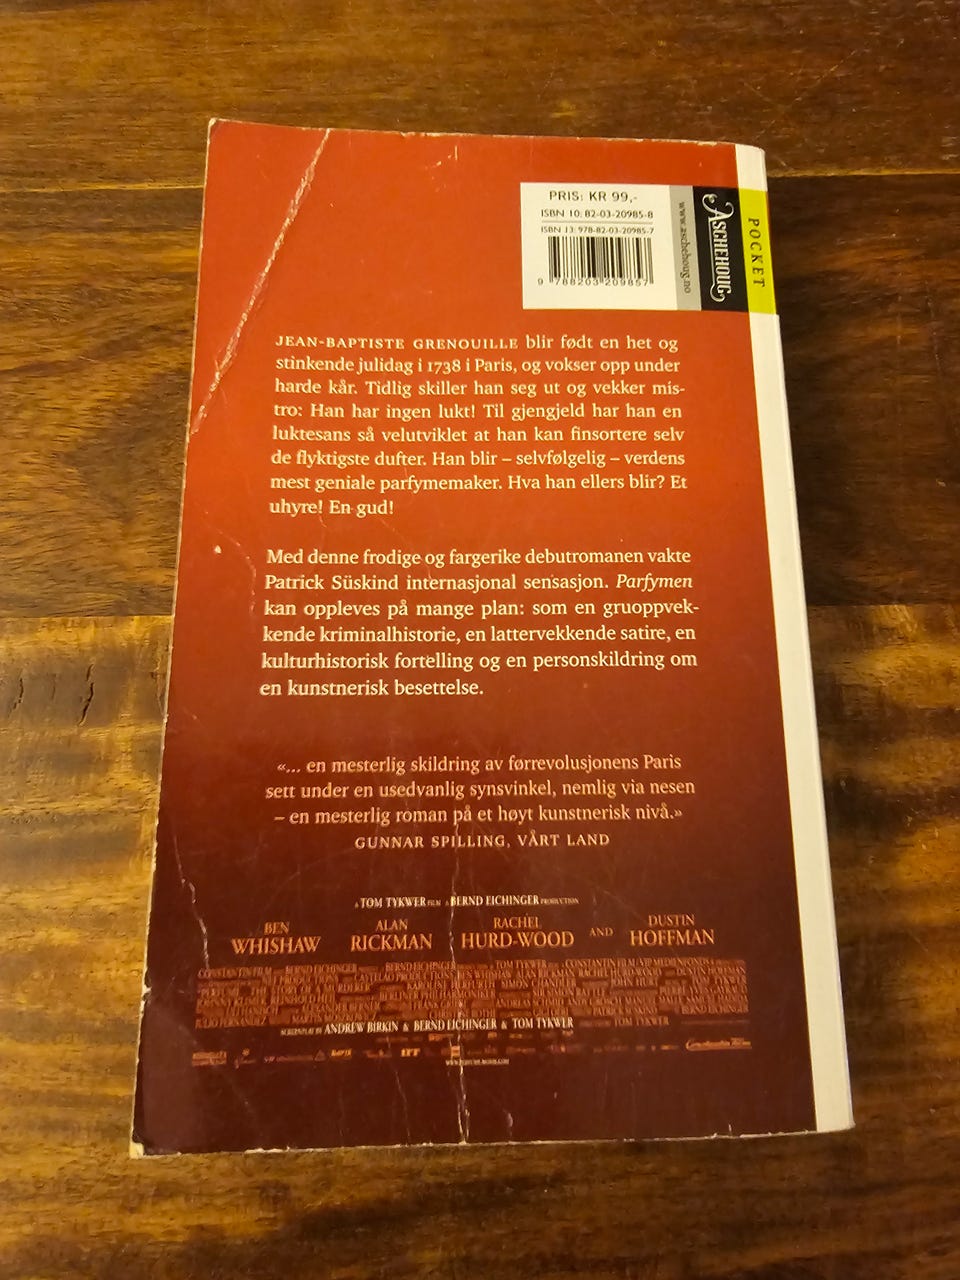 PRIS: KR 99,-
ISBN 10: 82-03-20985-8
ISBN 13: 978-82-03-20985-7
9 788203 209857
www.aschehoug.no
ASCHEHOUG
POCKET
JEAN-BAPTISTE GRENOUILLE blir født en het og
stinkende julidag i 1738 i Paris, og vokser opp under
harde kår. Tidlig skiller han seg ut og vekker mis-
tro: Han har ingen lukt! Til gjengjeld har han en
luktesans så velutviklet at han kan finsortere selv
de flyktigste dufter. Han blir – selvfølgelig – verdens
mest geniale parfymemaker. Hva han ellers blir? Et
uhyre! En gud!
Med denne frodige og fargerike debutromanen vakte
Patrick Süskind internasjonal sensasjon. Parfymen
kan oppleves på mange plan: som en gruoppvek-
kende kriminalhistorie, en lattervekkende satire, en
kulturhistorisk fortelling og en personskildring om
en kunstnerisk besettelse.
«... en mesterlig skildring av førrevolusjonens Paris
sett under en usedvanlig synsvinkel, nemlig via nesen
– en mesterlig roman på et høyt kunstnerisk nivå.»
GUNNAR SPILLING, VÅRT LAND
A TOM TYKWER FILM A BERND EICHINGER PRODUCTION
BEN WHISHAW ALAN RICKMAN RACHEL HURD-WOOD AND DUSTIN HOFFMAN
SCREENPLAY BY ANDREW BIRKIN & BERND EICHINGER & TOM TYKWER